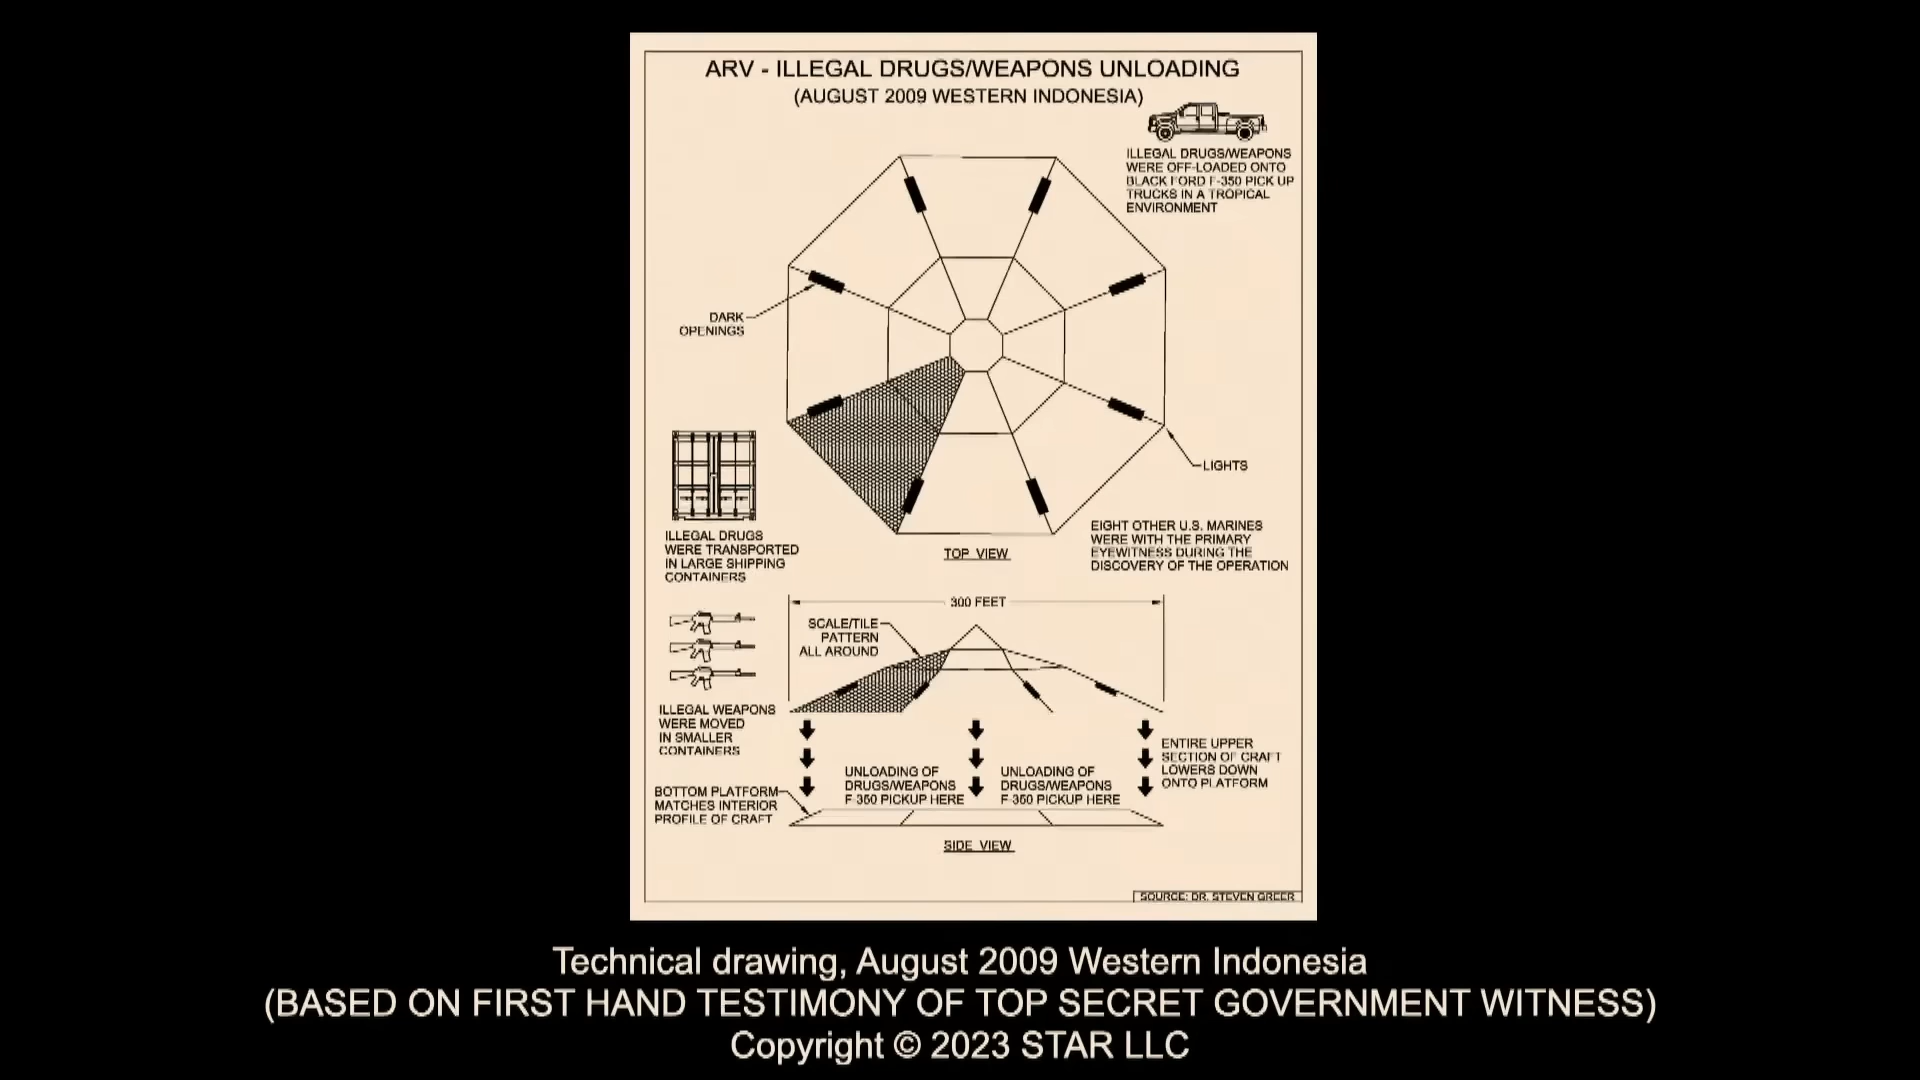 ARV - ILLEGAL DRUGS/WEAPONS UNLOADING
(AUGUST 2009 WESTERN INDONESIA)
ILLEGAL DRUGS/WEAPONS
WERE OFF-LOADED ONTO
BLACK FORD F-350 PICK UP
TRUCKS IN A TROPICAL
ENVIRONMENT
DARK
OPENINGS
LIGHTS
ILLEGAL DRUGS
WERE TRANSPORTED
IN LARGE SHIPPING
CONTAINERS
EIGHT OTHER U.S. MARINES
WERE WITH THE PRIMARY
EYEWITNESS DURING THE
DISCOVERY OF THE OPERATION
TOP VIEW
300 FEET
SCALE/TILE
PATTERN
ALL AROUND
ILLEGAL WEAPONS
WERE MOVED
IN SMALLER
CONTAINERS
ENTIRE UPPER
SECTION OF CRAFT
LOWERS DOWN
ONTO PLATFORM
UNLOADING OF
DRUGS/WEAPONS
F-350 PICKUP HERE
UNLOADING OF
DRUGS/WEAPONS
F-350 PICKUP HERE
BOTTOM PLATFORM
MATCHES INTERIOR
PROFILE OF CRAFT
SIDE VIEW
SOURCE: DR. STEVEN GREER
Technical drawing, August 2009 Western Indonesia
(BASED ON FIRST HAND TESTIMONY OF TOP SECRET GOVERNMENT WITNESS)
Copyright © 2023 STAR LLC